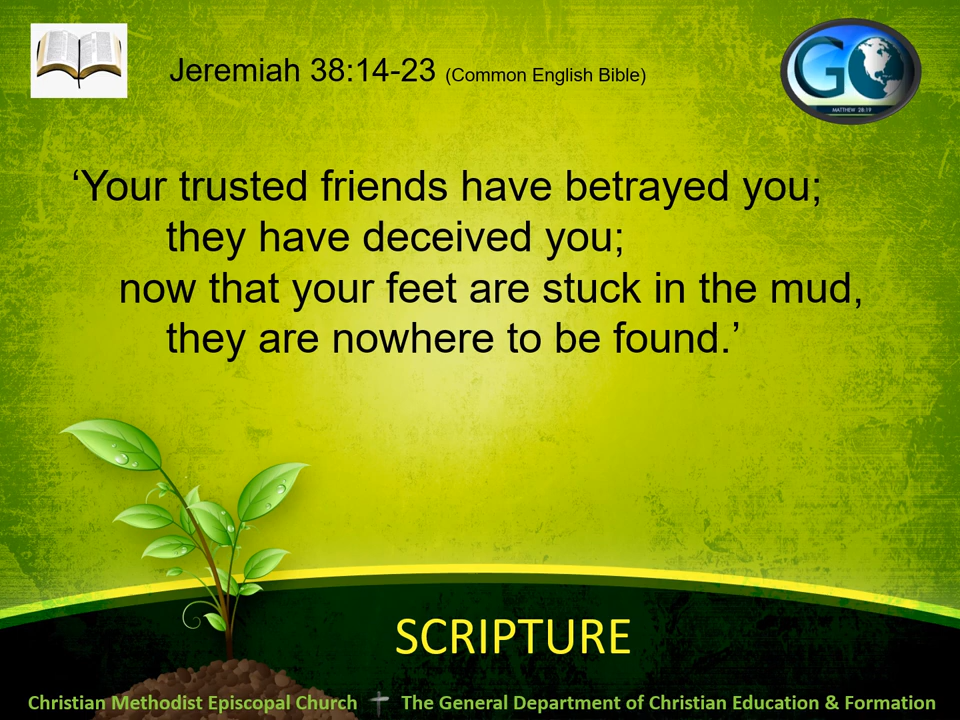 Jeremiah 38:14-23 (Common English Bible)
GO
MATTHEW 28:19
‘Your trusted friends have betrayed you;
they have deceived you;
now that your feet are stuck in the mud,
they are nowhere to be found.’
SCRIPTURE
Christian Methodist Episcopal Church The General Department of Christian Education & Formation